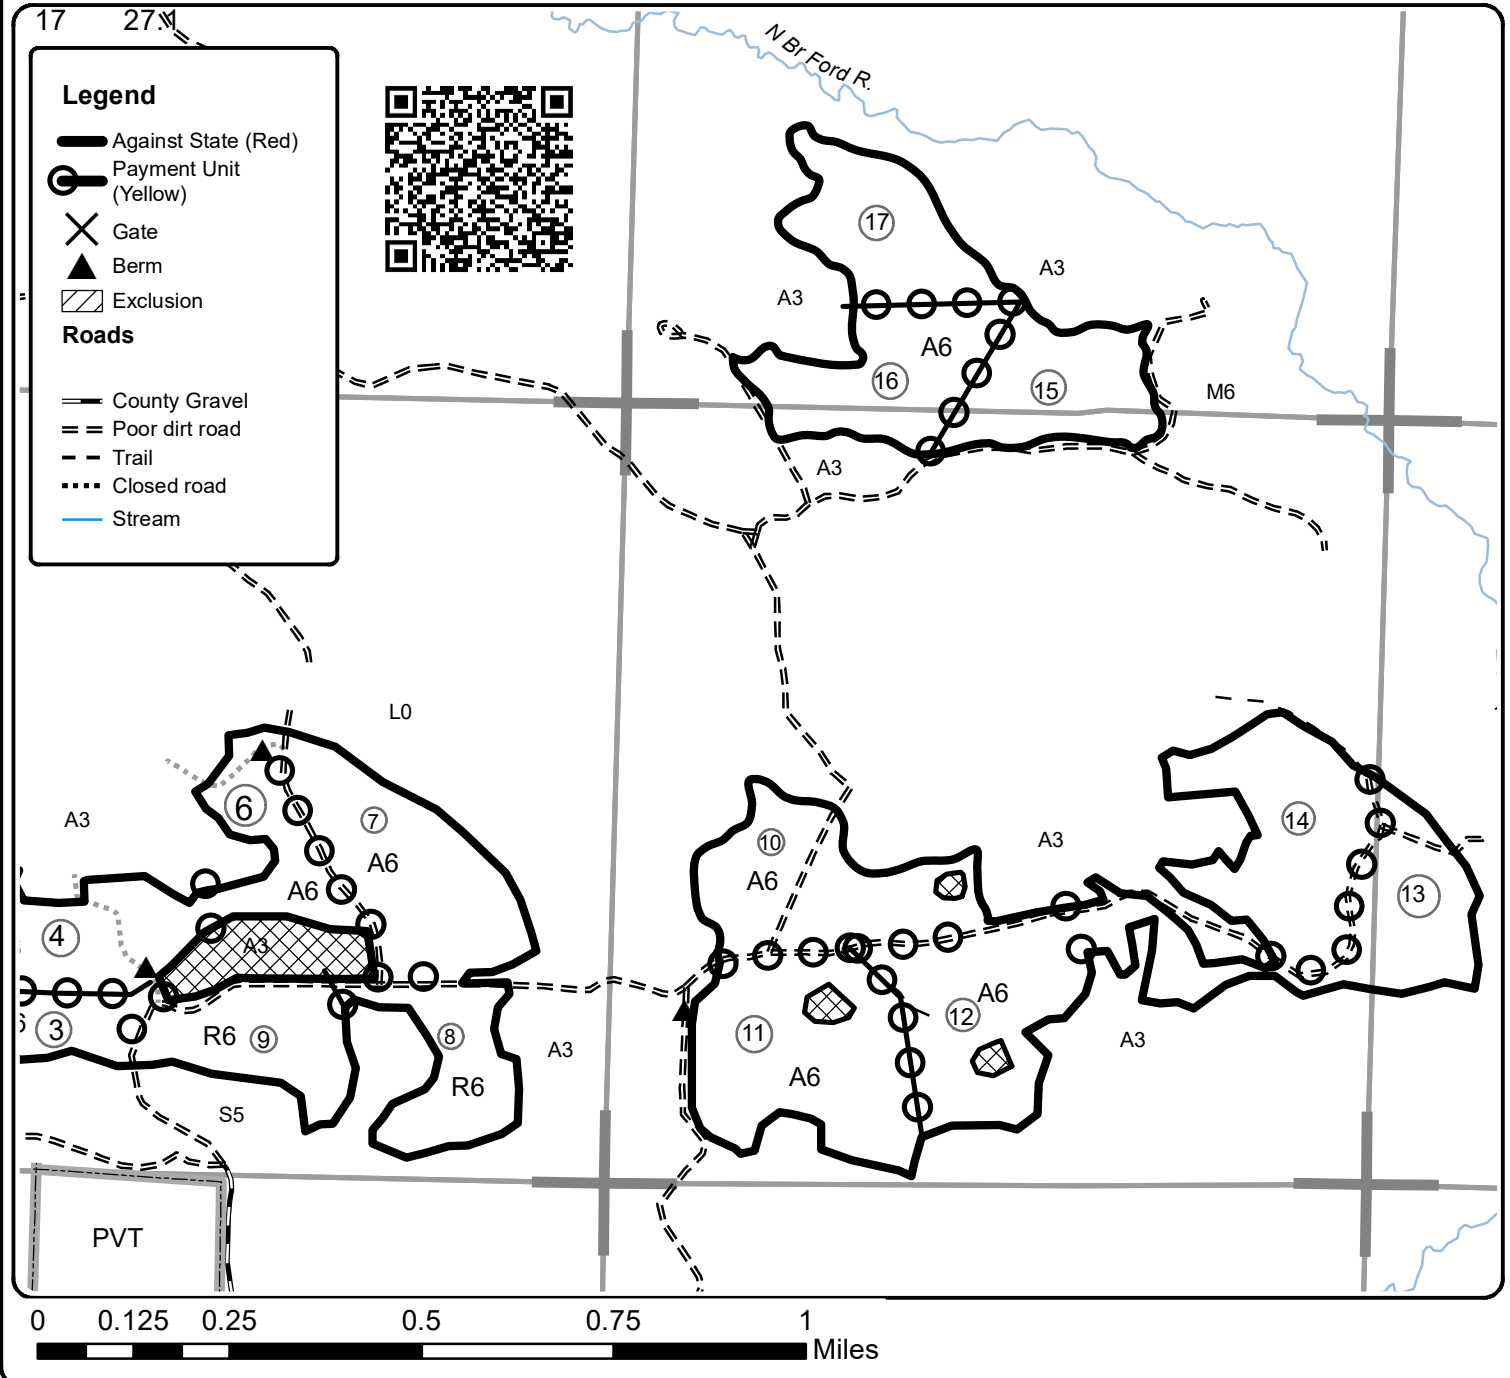 17 27.1
Legend
Against State (Red)
Payment Unit
(Yellow)
Gate
Berm
Exclusion
Roads
County Gravel
Poor dirt road
Trail
Closed road
Stream
N Br Ford R.
17
A3
A3
A6
16
15
M6
A3
L0
6
7
A3
A6
A6
4
A3
3
R6
9
8
R6
A3
S5
PVT
10
A6
A3
14
13
11
A6
12
A6
A3
0 0.125 0.25 0.5 0.75 1
Miles